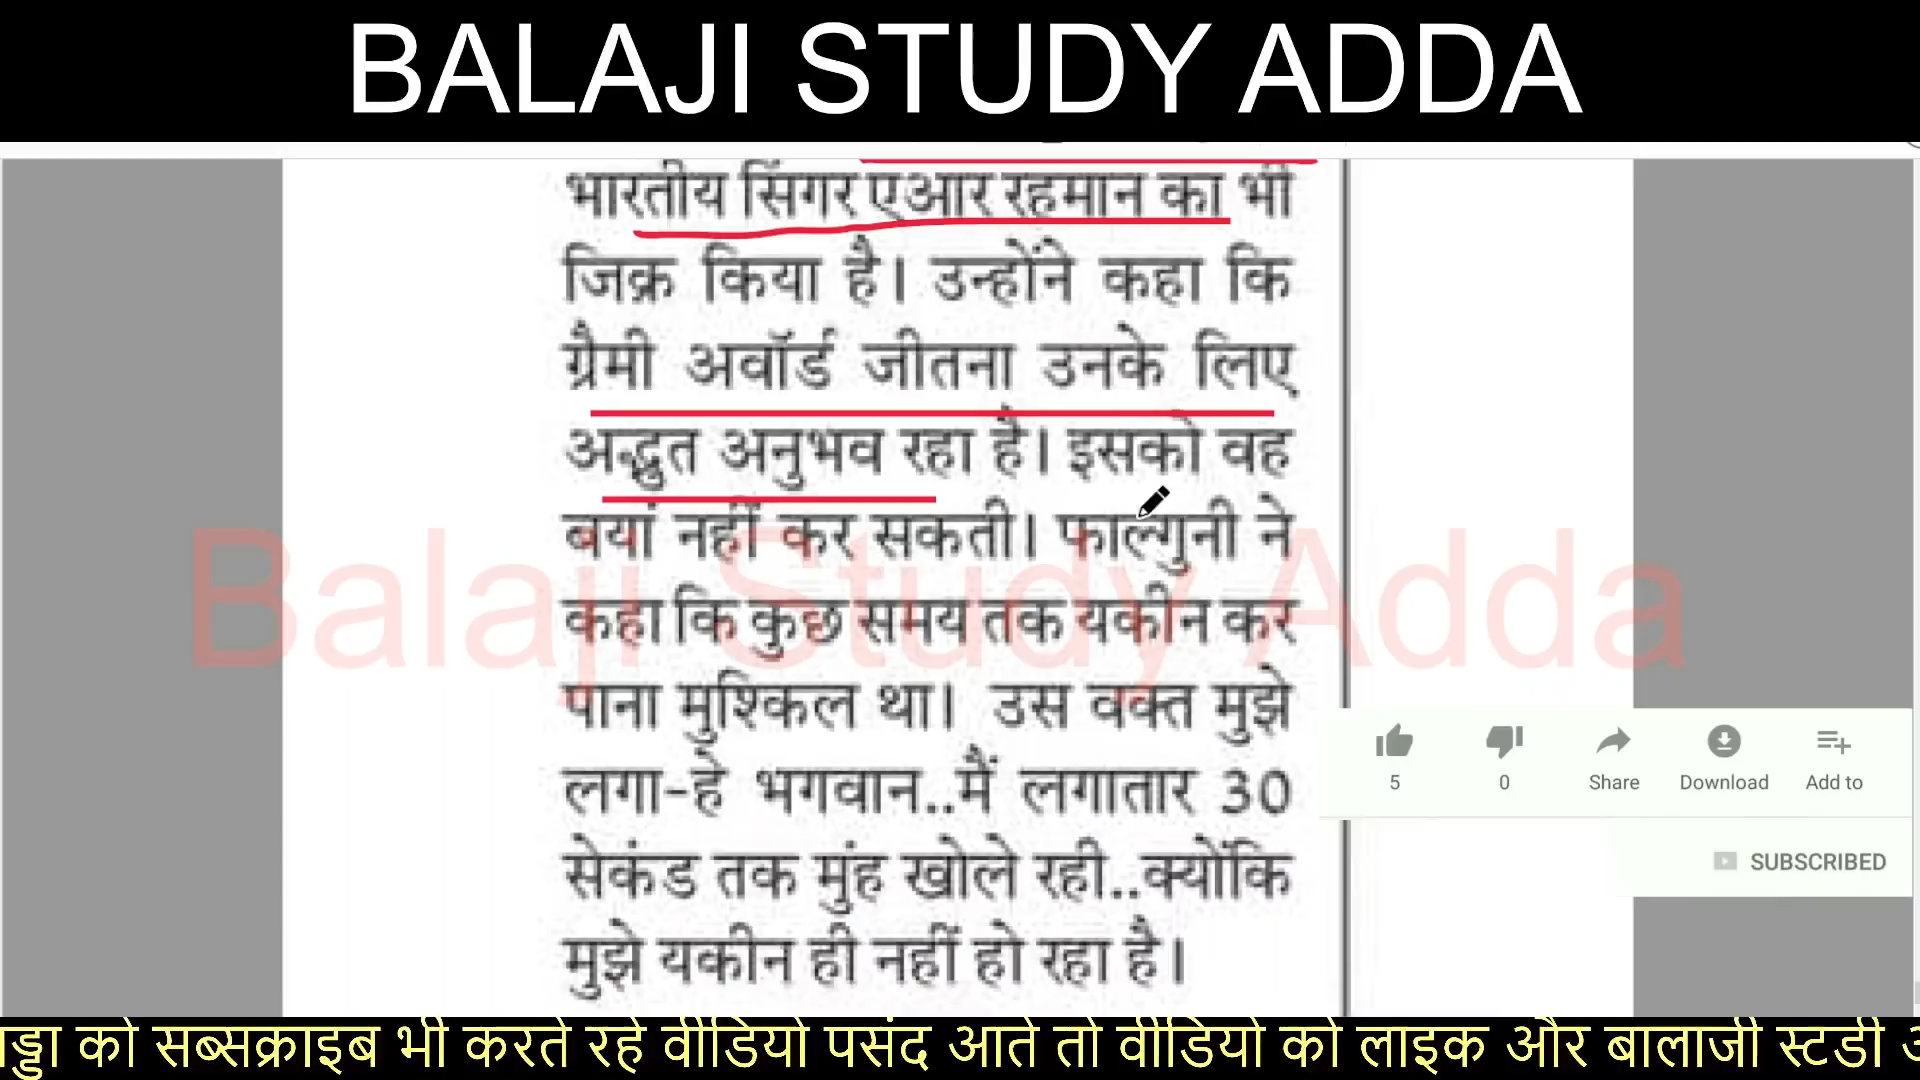 BALAJI STUDY ADDA
भारतीय सिंगर एआर रहमान का भी
जिक्र किया है। उन्होंने कहा कि
ग्रैमी अवॉर्ड जीतना उनके लिए
अद्भुत अनुभव रहा है। इसको वह
बयां नहीं कर सकती। फाल्गुनी ने
कहा कि कुछ समय तक यकीन कर
पाना मुश्किल था। उस वक्त मुझे
लगा-हे भगवान..मैं लगातार 30
सेकंड तक मुंह खोले रही..क्योंकि
मुझे यकीन ही नहीं हो रहा है।
Balaji Study Adda
5 0 Share Download Add to
SUBSCRIBED
को सब्सक्राइब भी करते रहे वीडियो पसंद आते तो वीडियो को लाइक और बालाजी स्टडी